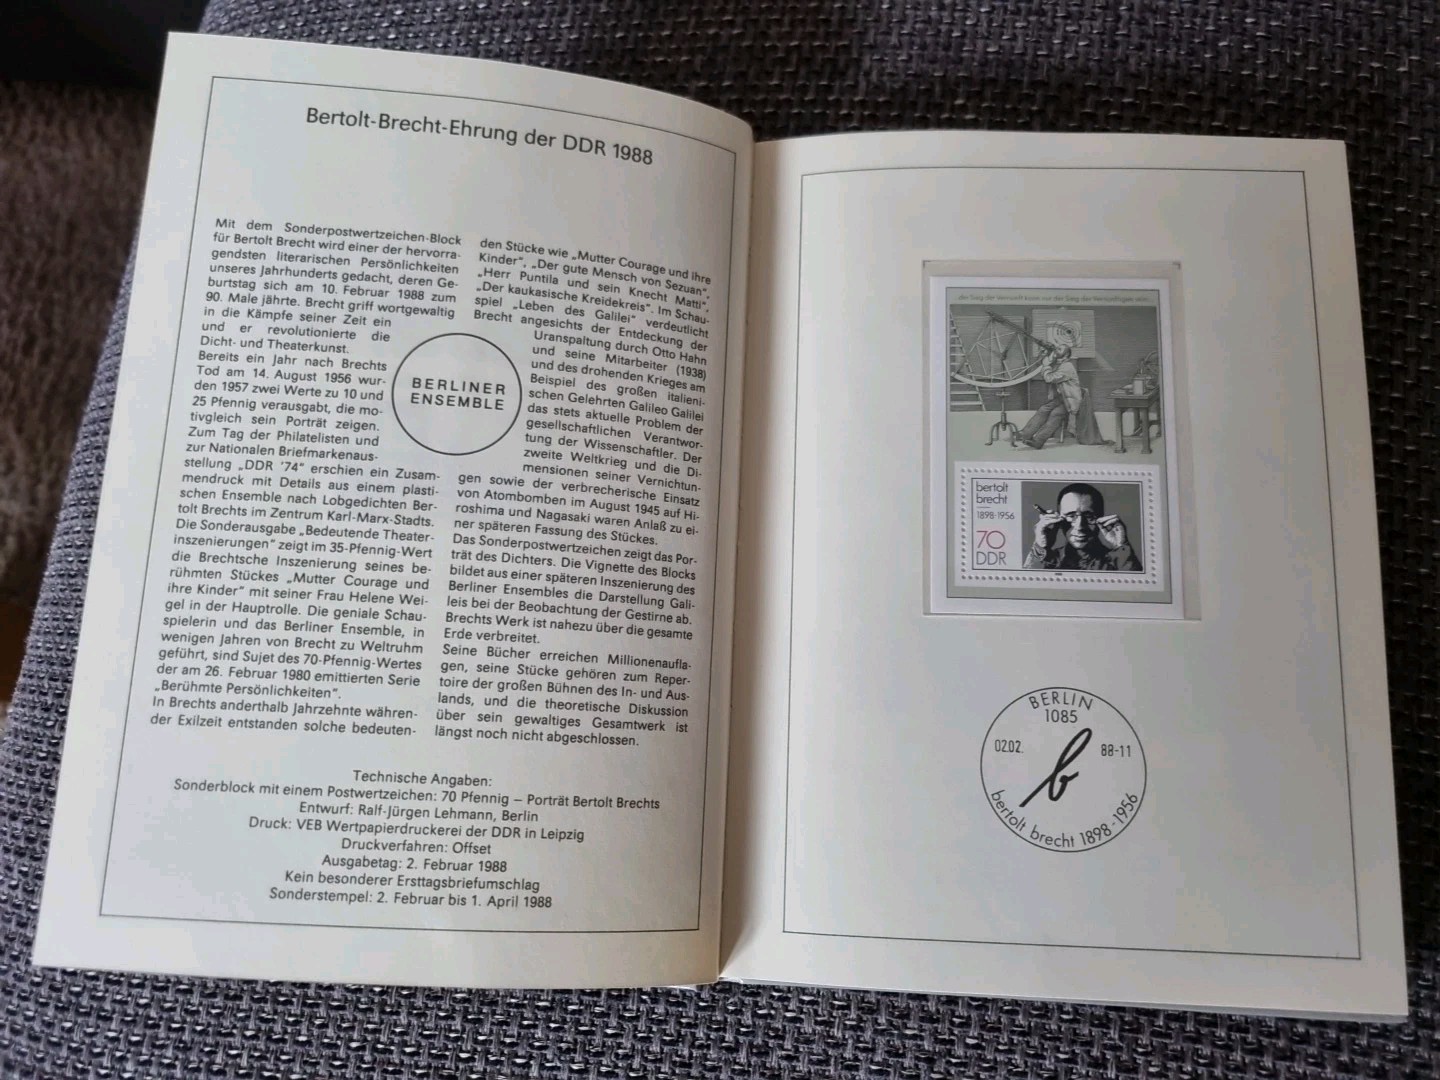 Bertolt-Brecht-Ehrung der DDR 1988
Mit dem Sonderpostwertzeichen-Block
für Bertolt Brecht wird einer der hervorra-
gendsten literarischen Persönlichkeiten
unseres Jahrhunderts gedacht, deren Ge-
burtstag sich am 10. Februar 1988 zum
90. Male jährte. Brecht griff wortgewaltig
in die Kämpfe seiner Zeit ein
und er revolutionierte die
Dicht- und Theaterkunst.
Bereits ein Jahr nach Brechts
Tod am 14. August 1956 wur-
den 1957 zwei Werte zu 10 und
25 Pfennig verausgabt, die mo-
tivgleich sein Porträt zeigen.
Zum Tag der Philatelisten und
zur Nationalen Briefmarkenaus-
stellung „DDR '74" erschien ein Zusam-
mendruck mit Details aus einem plasti-
schen Ensemble nach Lobgedichten Ber-
tolt Brechts im Zentrum Karl-Marx-Stadts.
Die Sonderausgabe „Bedeutende Theater-
inszenierungen" zeigt im 35-Pfennig-Wert
die Brechtsche Inszenierung seines be-
rühmten Stückes „Mutter Courage und
ihre Kinder" mit seiner Frau Helene Wei-
gel in der Hauptrolle. Die geniale Schau-
spielerin und das Berliner Ensemble, in
wenigen Jahren von Brecht zu Weltruhm
geführt, sind Sujet des 70-Pfennig-Wertes
der am 26. Februar 1980 emittierten Serie
„Berühmte Persönlichkeiten".
In Brechts anderthalb Jahrzehnte währen-
der Exilzeit entstanden solche bedeuten-
BERLINER
ENSEMBLE
den Stücke wie „Mutter Courage und ihre
Kinder", „Der gute Mensch von Sezuan",
„Herr Puntila und sein Knecht Matti",
„Der kaukasische Kreidekreis". Im Schau-
spiel „Leben des Galilei" verdeutlicht
Brecht angesichts der Entdeckung der
Uranspaltung durch Otto Hahn
und seine Mitarbeiter (1938)
und des drohenden Krieges am
Beispiel des großen italieni-
schen Gelehrten Galileo Galilei
das stets aktuelle Problem der
gesellschaftlichen Verantwor-
tung der Wissenschaftler. Der
zweite Weltkrieg und die Di-
mensionen seiner Vernichtun-
gen sowie der verbrecherische Einsatz
von Atombomben im August 1945 auf Hi-
roshima und Nagasaki waren Anlaß zu ei-
ner späteren Fassung des Stückes.
Das Sonderpostwertzeichen zeigt das Por-
trät des Dichters. Die Vignette des Blocks
bildet aus einer späteren Inszenierung des
Berliner Ensembles die Darstellung Gali-
leis bei der Beobachtung der Gestirne ab.
Brechts Werk ist nahezu über die gesamte
Erde verbreitet.
Seine Bücher erreichen Millionenaufla-
gen, seine Stücke gehören zum Reper-
toire der großen Bühnen des In- und Aus-
lands, und die theoretische Diskussion
über sein gewaltiges Gesamtwerk ist
längst noch nicht abgeschlossen.
Technische Angaben:
Sonderblock mit einem Postwertzeichen: 70 Pfennig – Porträt Bertolt Brechts
Entwurf: Ralf-Jürgen Lehmann, Berlin
Druck: VEB Wertpapierdruckerei der DDR in Leipzig
Druckverfahren: Offset
Ausgabetag: 2. Februar 1988
Kein besonderer Ersttagsbriefumschlag
Sonderstempel: 2. Februar bis 1. April 1988
der Sieg der Vernunft kann nur der Sieg der Vernünftigen sein
bertolt
brecht
1898-1956
70
DDR
BERLIN
1085
02.02. 88-11
b
bertolt brecht 1898-1956